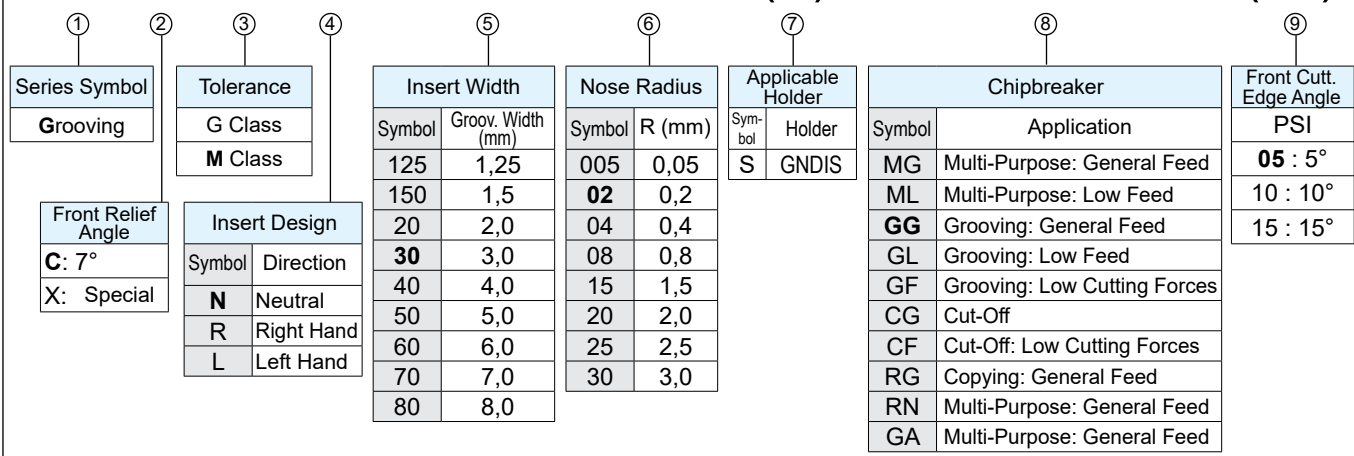 ① ② ③ ④ ⑤ ⑥ ⑦ ⑧ ⑨
Series Symbol
Grooving
Front Relief
Angle
C: 7°
X: Special
Tolerance
G Class
M Class
Insert Design
Symbol Direction
N Neutral
R Right Hand
L Left Hand
Insert Width
Symbol Groov. Width
(mm)
125 1,25
150 1,5
20 2,0
30 3,0
40 4,0
50 5,0
60 6,0
70 7,0
80 8,0
Nose Radius
Symbol R (mm)
005 0,05
02 0,2
04 0,4
08 0,8
15 1,5
20 2,0
25 2,5
30 3,0
Applicable
Holder
Sym-
bol Holder
S GNDIS
Chipbreaker
Symbol Application
MG Multi-Purpose: General Feed
ML Multi-Purpose: Low Feed
GG Grooving: General Feed
GL Grooving: Low Feed
GF Grooving: Low Cutting Forces
CG Cut-Off
CF Cut-Off: Low Cutting Forces
RG Copying: General Feed
RN Multi-Purpose: General Feed
GA Multi-Purpose: General Feed
Front Cutt.
Edge Angle
PSI
05 : 5°
10 : 10°
15 : 15°